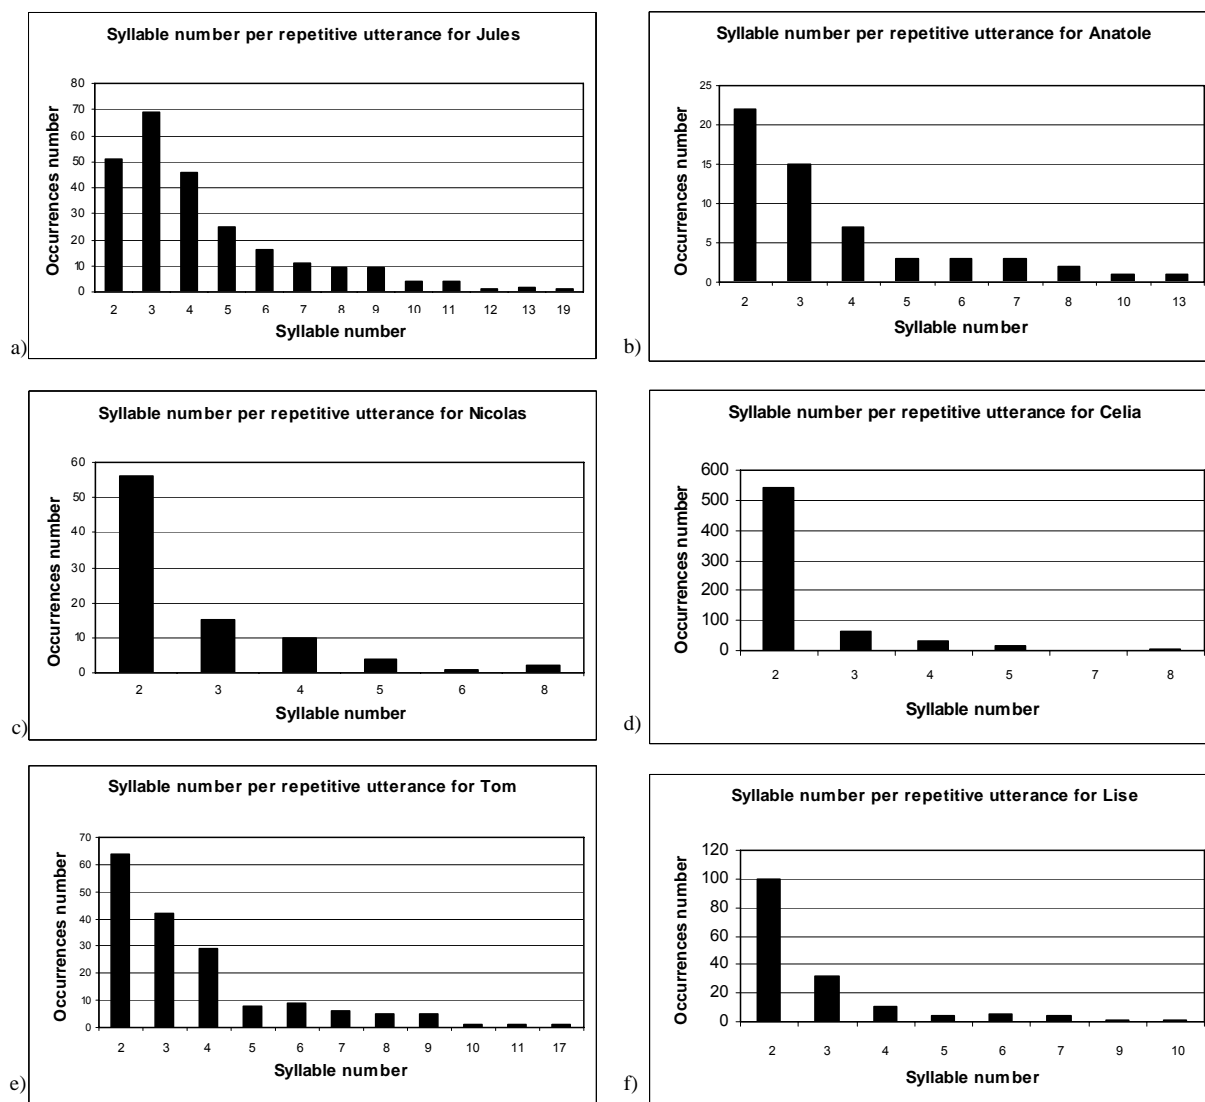 Syllable number per repetitive utterance for Jules
Occurrences number
80
70
60
50
40
30
20
10
0
2 3 4 5 6 7 8 9 10 11 12 13 19
Syllable number
a)
Syllable number per repetitive utterance for Anatole
Occurrences number
25
20
15
10
5
0
2 3 4 5 6 7 8 10 13
Syllable number
b)
Syllable number per repetitive utterance for Nicolas
Occurrences number
60
50
40
30
20
10
0
2 3 4 5 6 8
Syllable number
c)
Syllable number per repetitive utterance for Celia
Occurrences number
600
500
400
300
200
100
0
2 3 4 5 7 8
Syllable number
d)
Syllable number per repetitive utterance for Tom
Occurrences number
70
60
50
40
30
20
10
0
2 3 4 5 6 7 8 9 10 11 17
Syllable number
e)
Syllable number per repetitive utterance for Lise
Occurrences number
120
100
80
60
40
20
0
2 3 4 5 6 7 9 10
Syllable number
f)